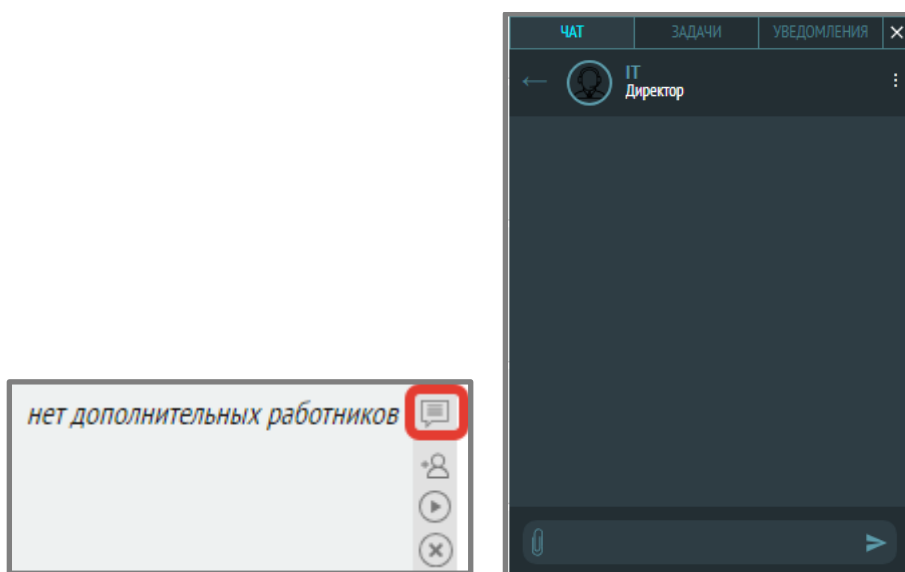 нет дополнительных работников
ЧАТ ЗАДАЧИ УВЕДОМЛЕНИЯ
IT
Директор